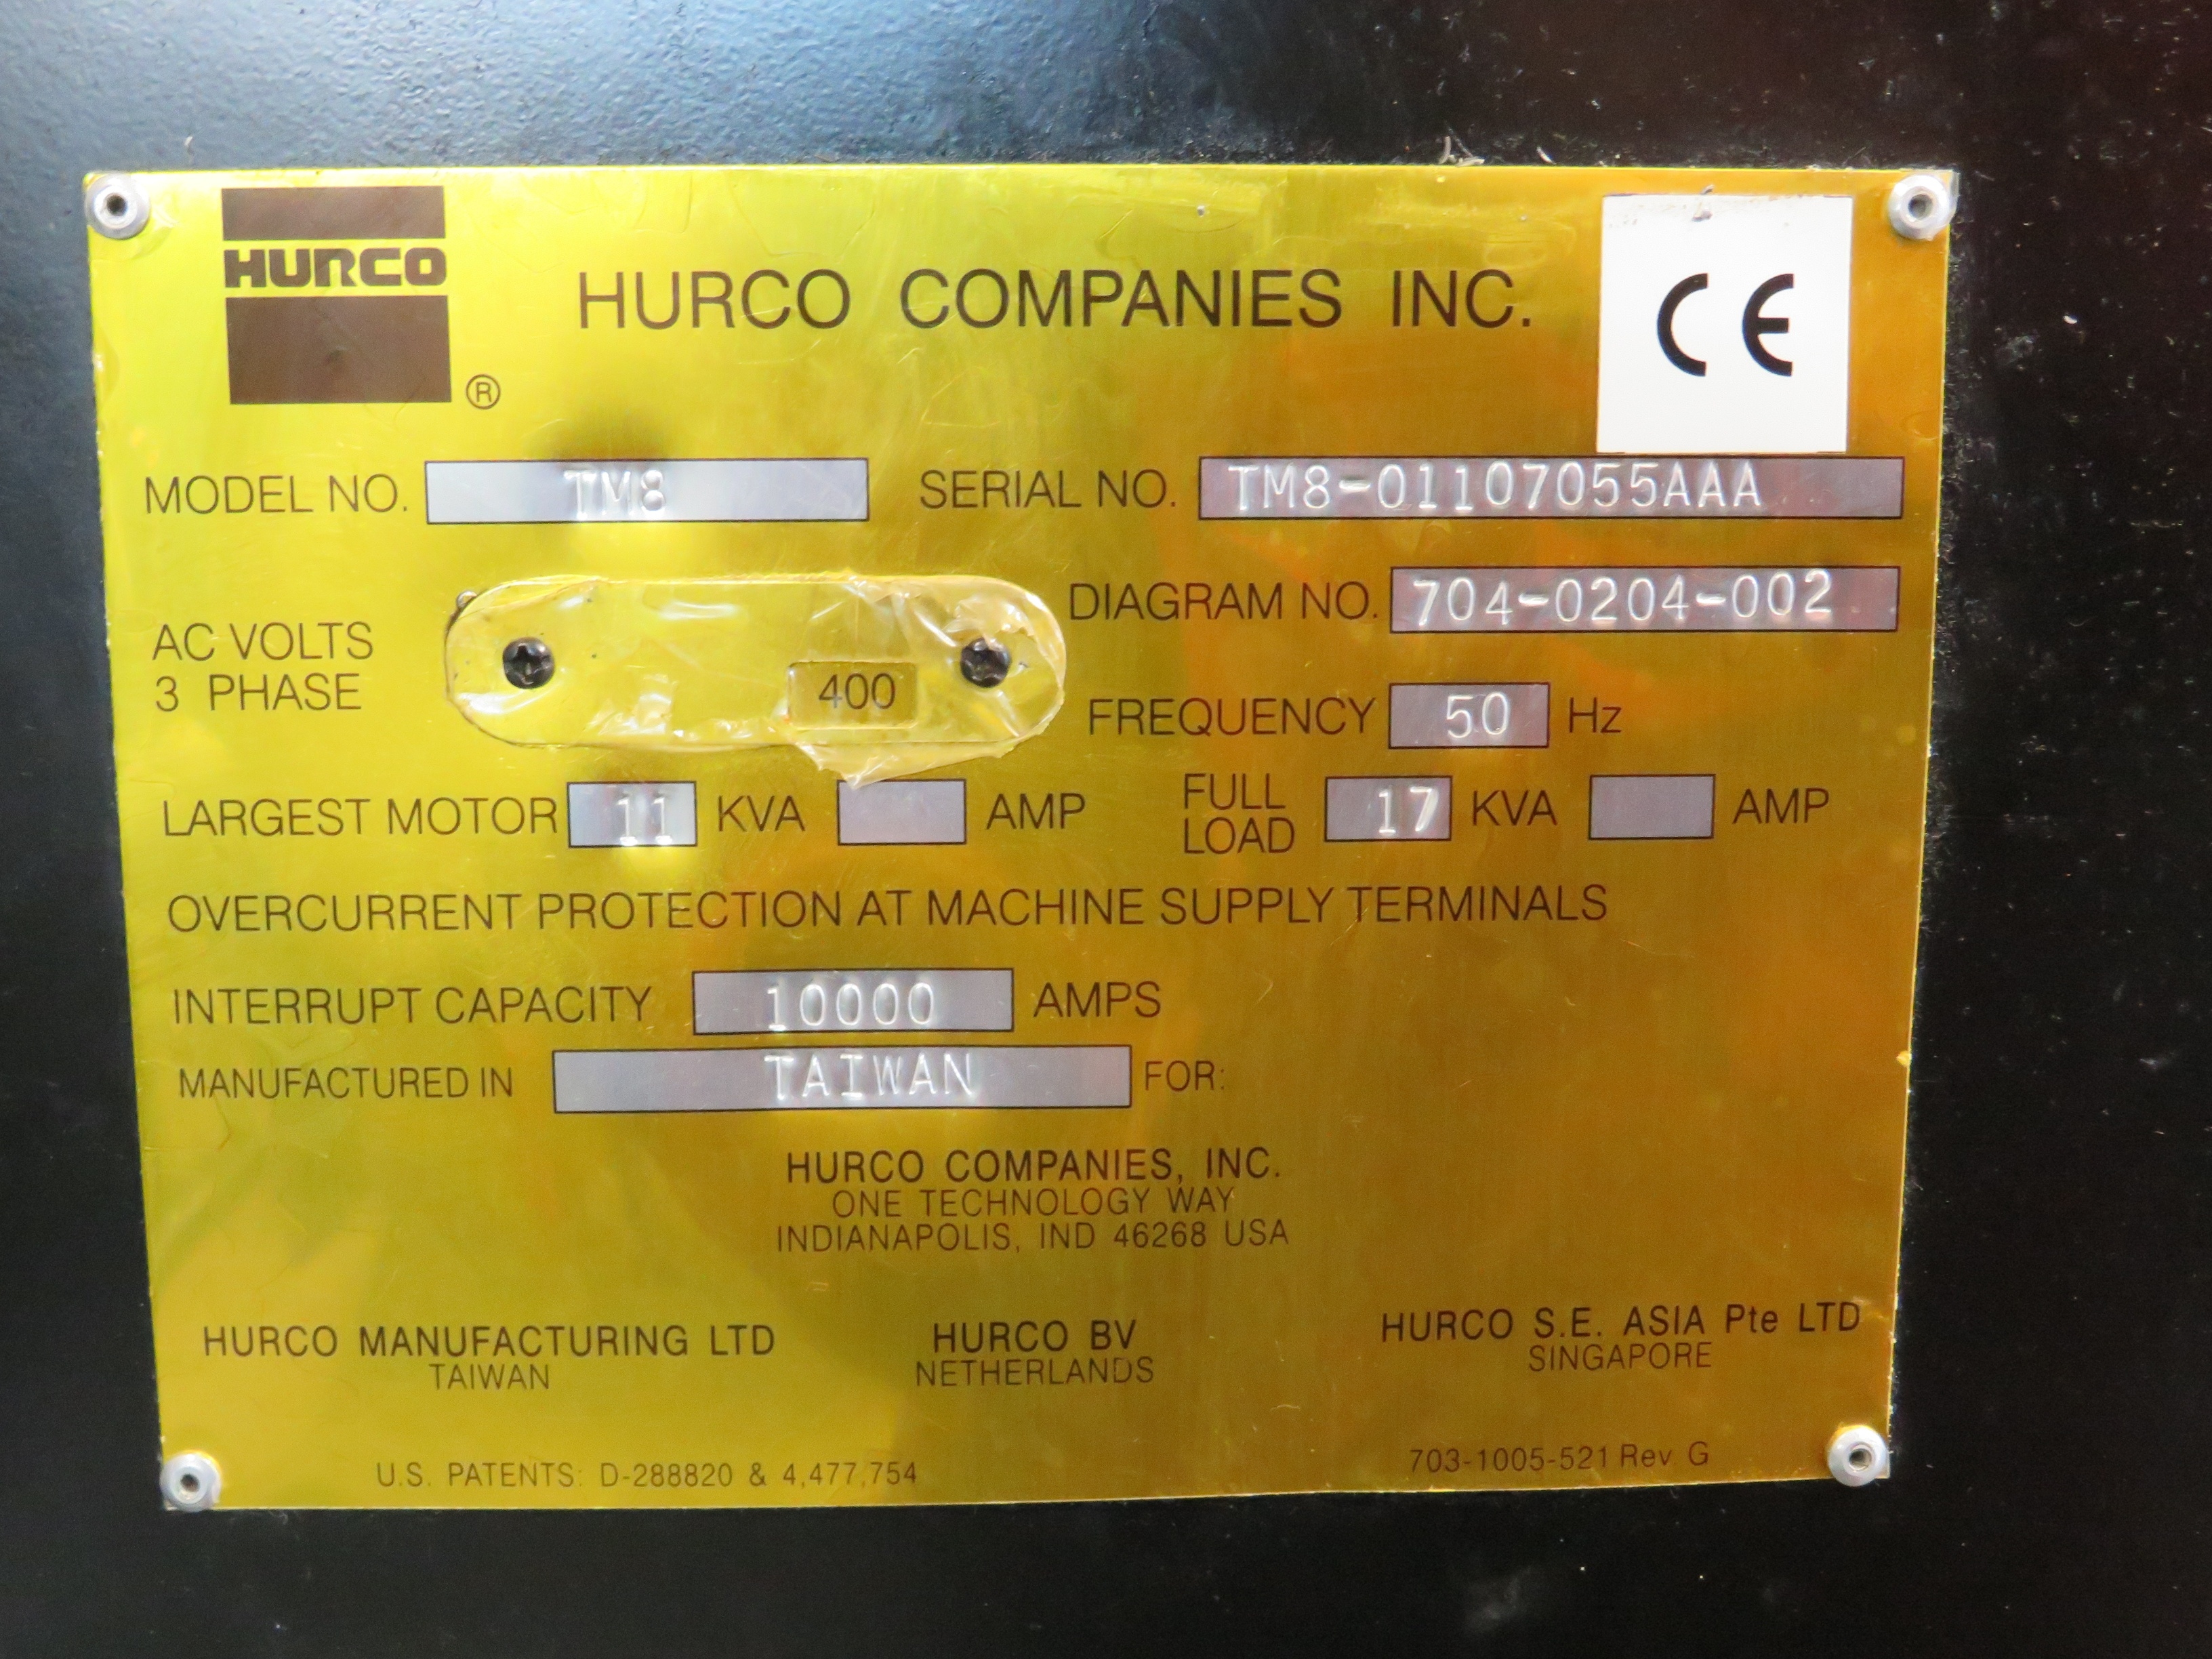 HURCO
®
HURCO COMPANIES INC.
CE
MODEL NO. TM8 SERIAL NO. TM8-01107055AAA
DIAGRAM NO. 704-0204-002
AC VOLTS
3 PHASE
400
FREQUENCY 50 Hz
LARGEST MOTOR 11 KVA AMP FULL LOAD 17 KVA AMP
OVERCURRENT PROTECTION AT MACHINE SUPPLY TERMINALS
INTERRUPT CAPACITY 10000 AMPS
MANUFACTURED IN TAIWAN FOR:
HURCO COMPANIES, INC.
ONE TECHNOLOGY WAY
INDIANAPOLIS, IND 46268 USA
HURCO MANUFACTURING LTD
TAIWAN
HURCO BV
NETHERLANDS
HURCO S.E. ASIA Pte LTD
SINGAPORE
U.S. PATENTS: D-288820 & 4,477,754
703-1005-521 Rev G